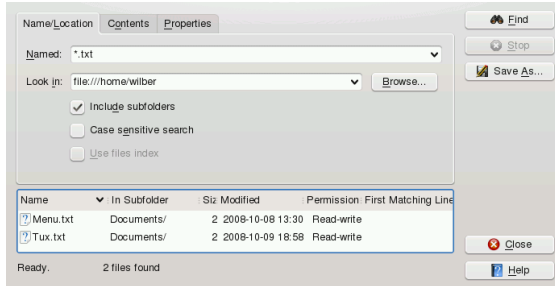 Name/Location Contents Properties
Find
Named: *.txt
Stop
Save As...
Look in: file:///home/wilber Browse...
Include subfolders
Case sensitive search
Use files index
Name In Subfolder Siz Modified Permission First Matching Line
Menu.txt Documents/ 2 2008-10-08 13:30 Read-write
Tux.txt Documents/ 2 2008-10-09 18:58 Read-write
Close
Ready. 2 files found
Help